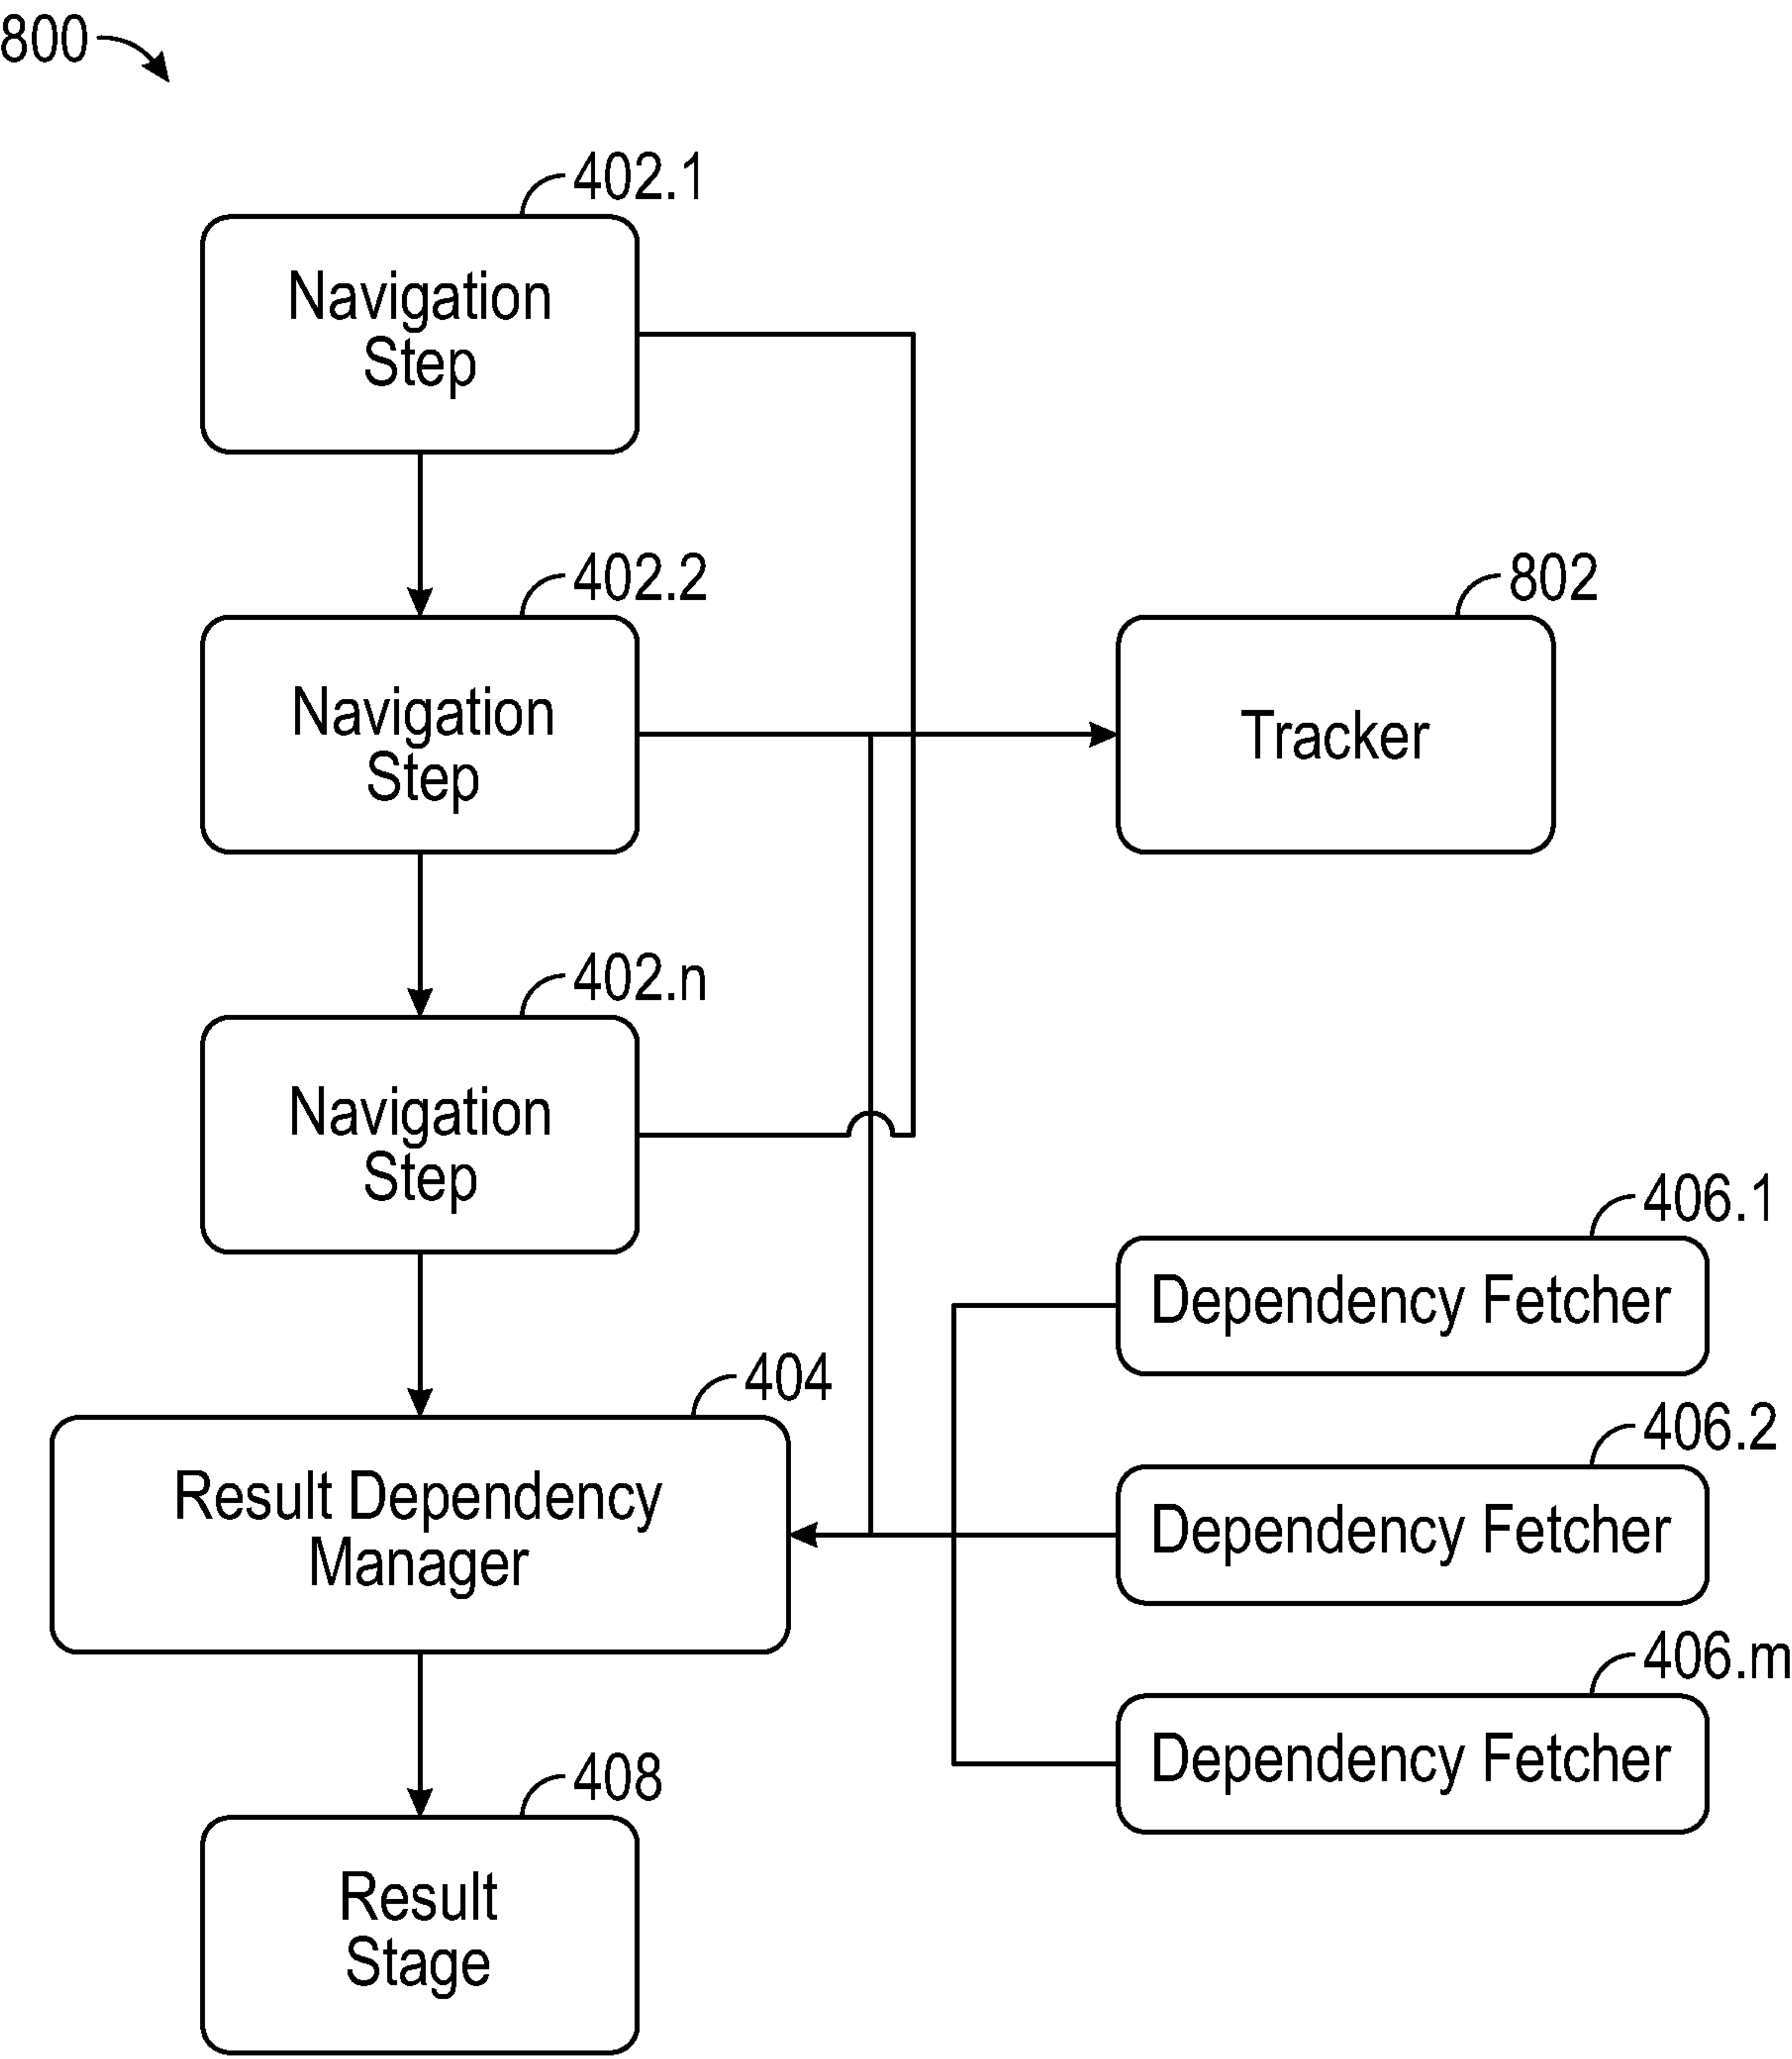 800
402.1
Navigation
Step
402.2
Navigation
Step
802
Tracker
402.n
Navigation
Step
406.1
Dependency Fetcher
404
Result Dependency
Manager
406.2
Dependency Fetcher
406.m
Dependency Fetcher
408
Result
Stage